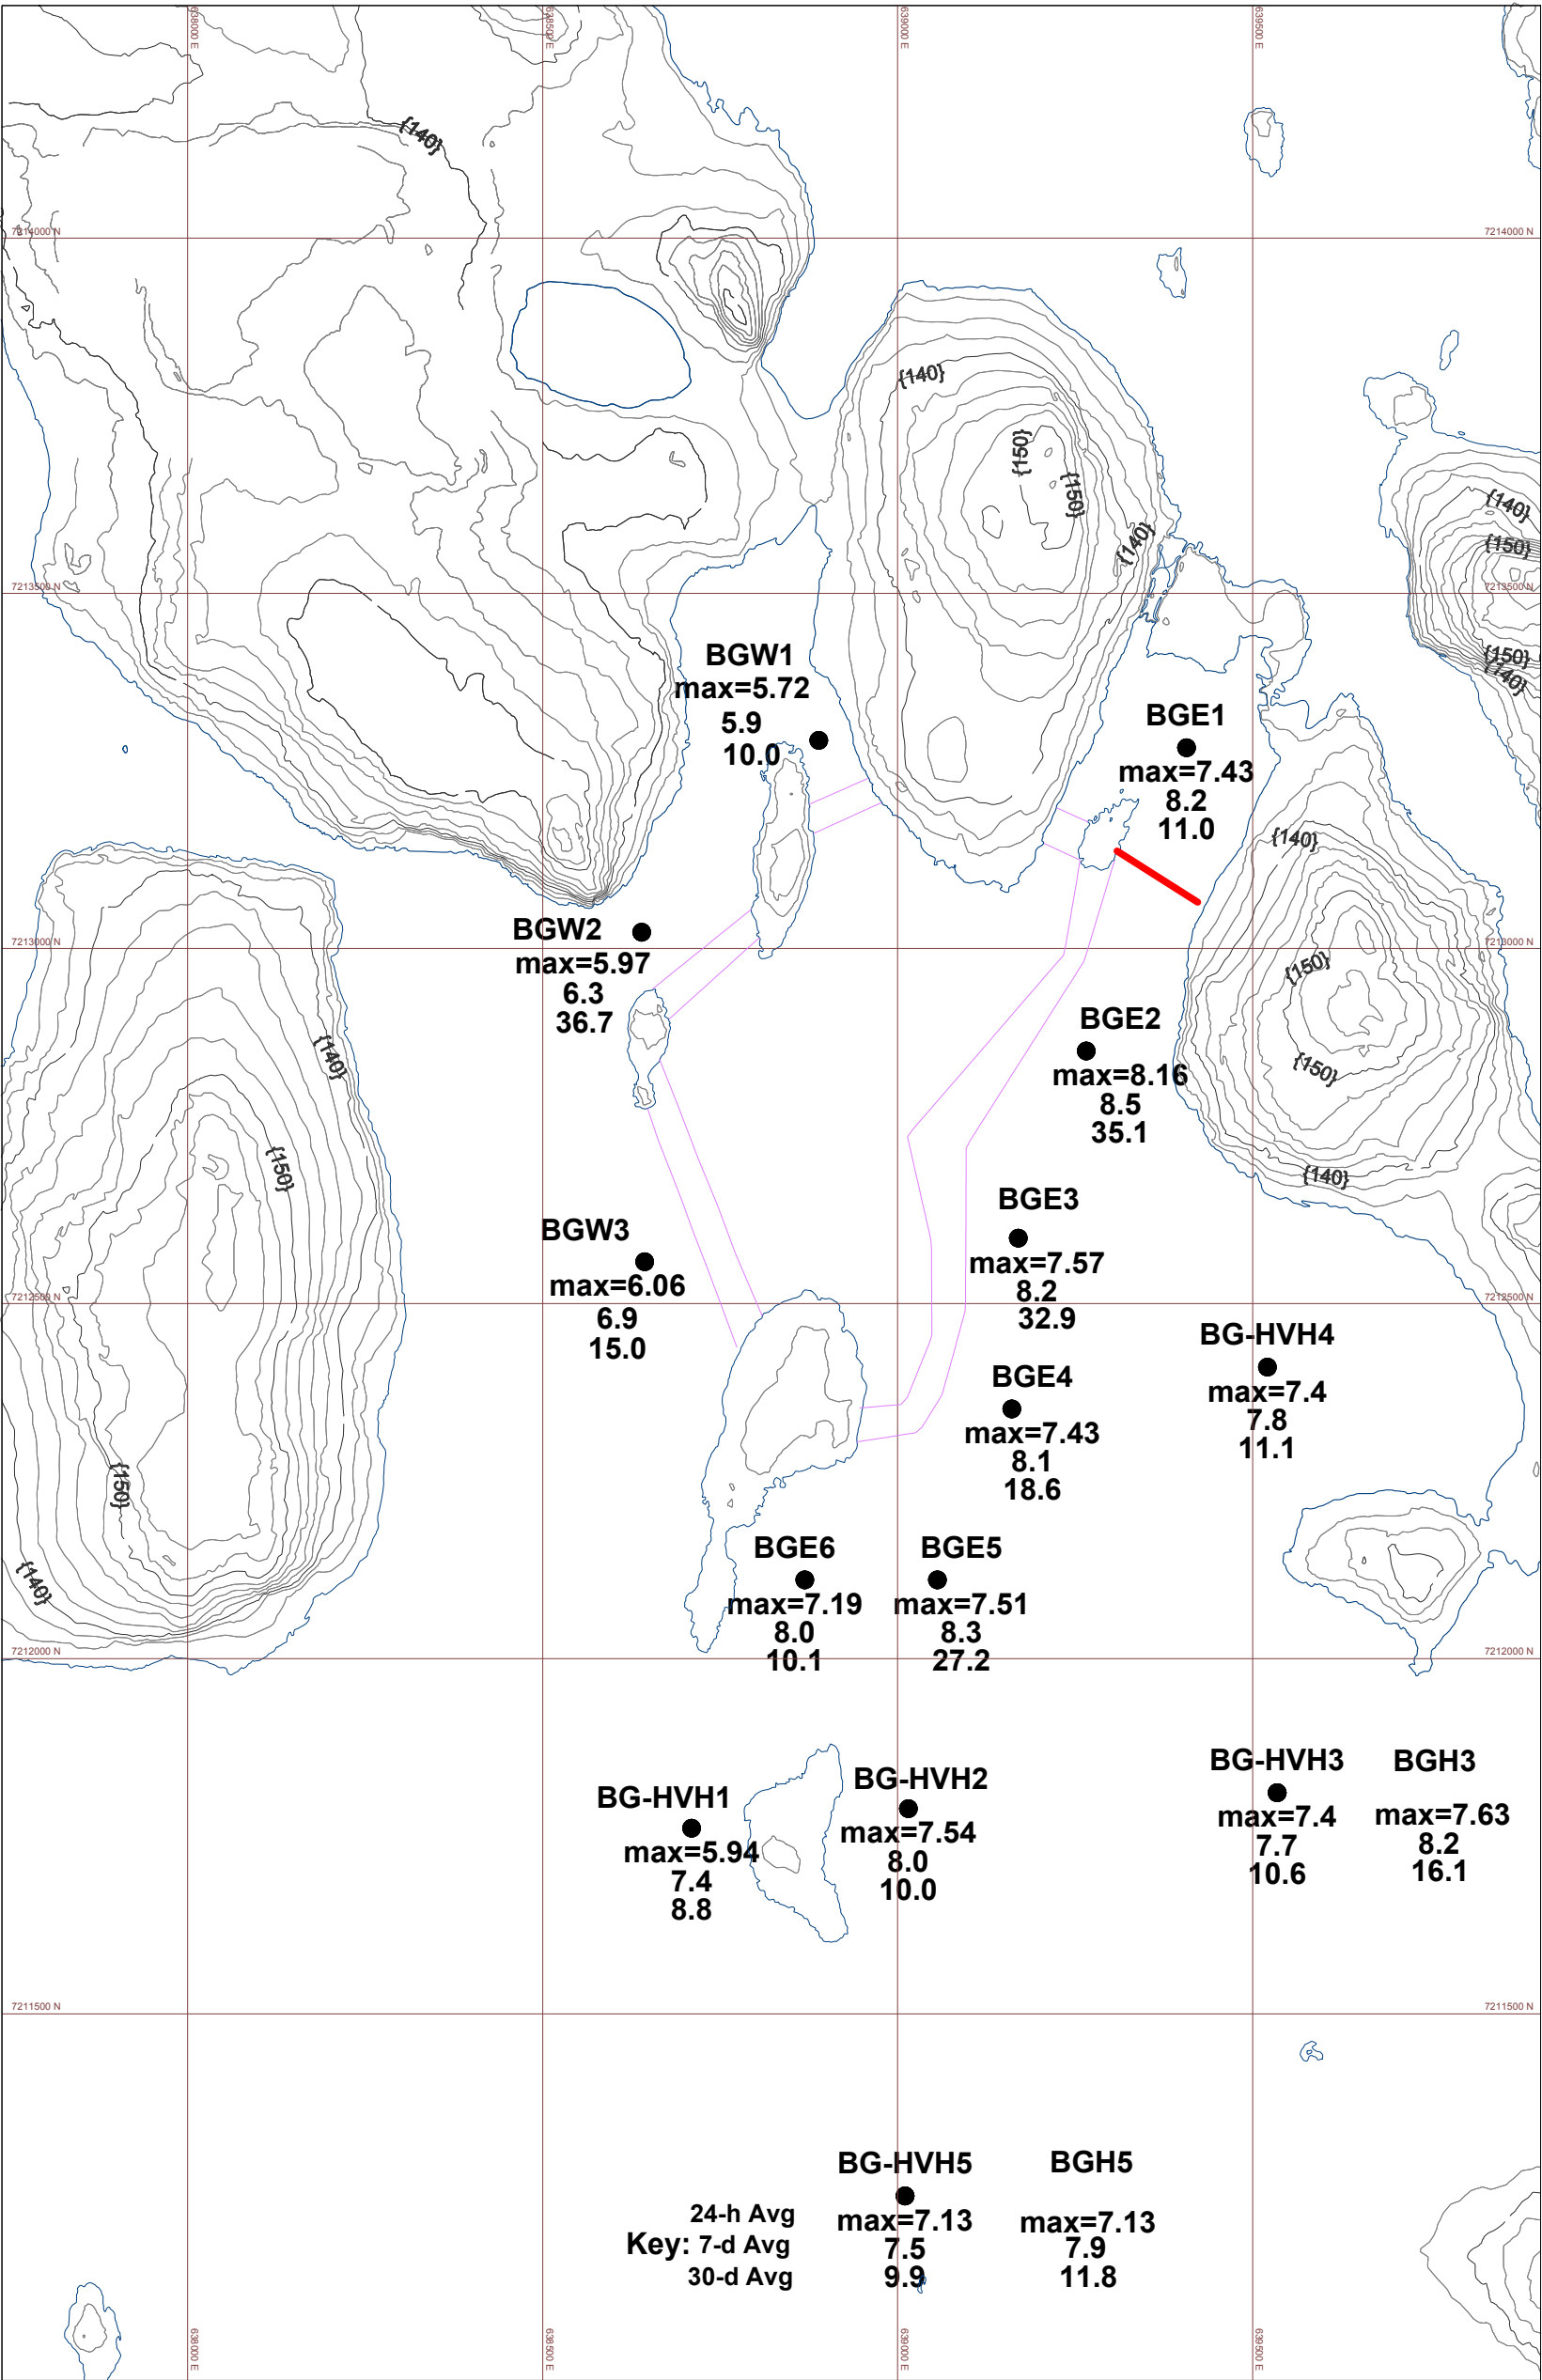 638000 E
638500 E
639000 E
639500 E
{140}
7214000 N
7214000 N
{140}
{150}
{150}
{140}
{140}
{150}
7213500 N
7213500 N
{150}
{140}
BGW1
max=5.72
5.9
10.0
BGE1
max=7.43
8.2
11.0
{140}
BGW2
max=5.97
6.3
36.7
7213000 N
7213000 N
{150}
{150}
{140}
BGE2
max=8.16
8.5
35.1
{140}
{150}
BGE3
max=7.57
8.2
32.9
BGW3
max=6.06
6.9
15.0
7212500 N
7212500 N
BG-HVH4
max=7.4
7.8
11.1
BGE4
max=7.43
8.1
18.6
{150}
{140}
BGE6
max=7.19
8.0
10.1
BGE5
max=7.51
8.3
27.2
7212000 N
7212000 N
BG-HVH1
max=5.94
7.4
8.8
BG-HVH2
max=7.54
8.0
10.0
BG-HVH3
max=7.4
7.7
10.6
BGH3
max=7.63
8.2
16.1
7211500 N
7211500 N
BG-HVH5
max=7.13
7.5
9.9
BGH5
max=7.13
7.9
11.8
24-h Avg
Key: 7-d Avg
30-d Avg
638000 E
638500 E
639000 E
639500 E